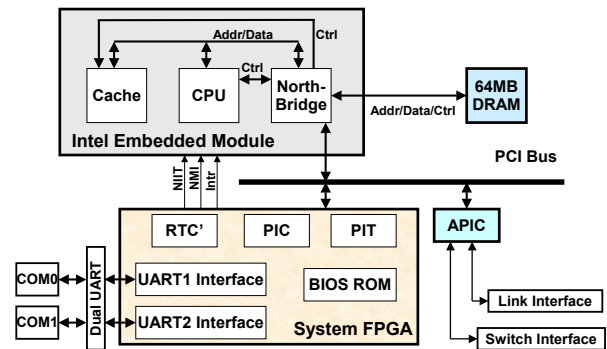 Addr/Data
Ctrl
Ctrl
Cache
CPU
North-
Bridge
64MB
DRAM
Addr/Data/Ctrl
Intel Embedded Module
PCI Bus
NIIT
NMI
Intr
RTC’
PIC
PIT
APIC
COM0
Dual UART
UART1 Interface
BIOS ROM
Link Interface
COM1
UART2 Interface
System FPGA
Switch Interface